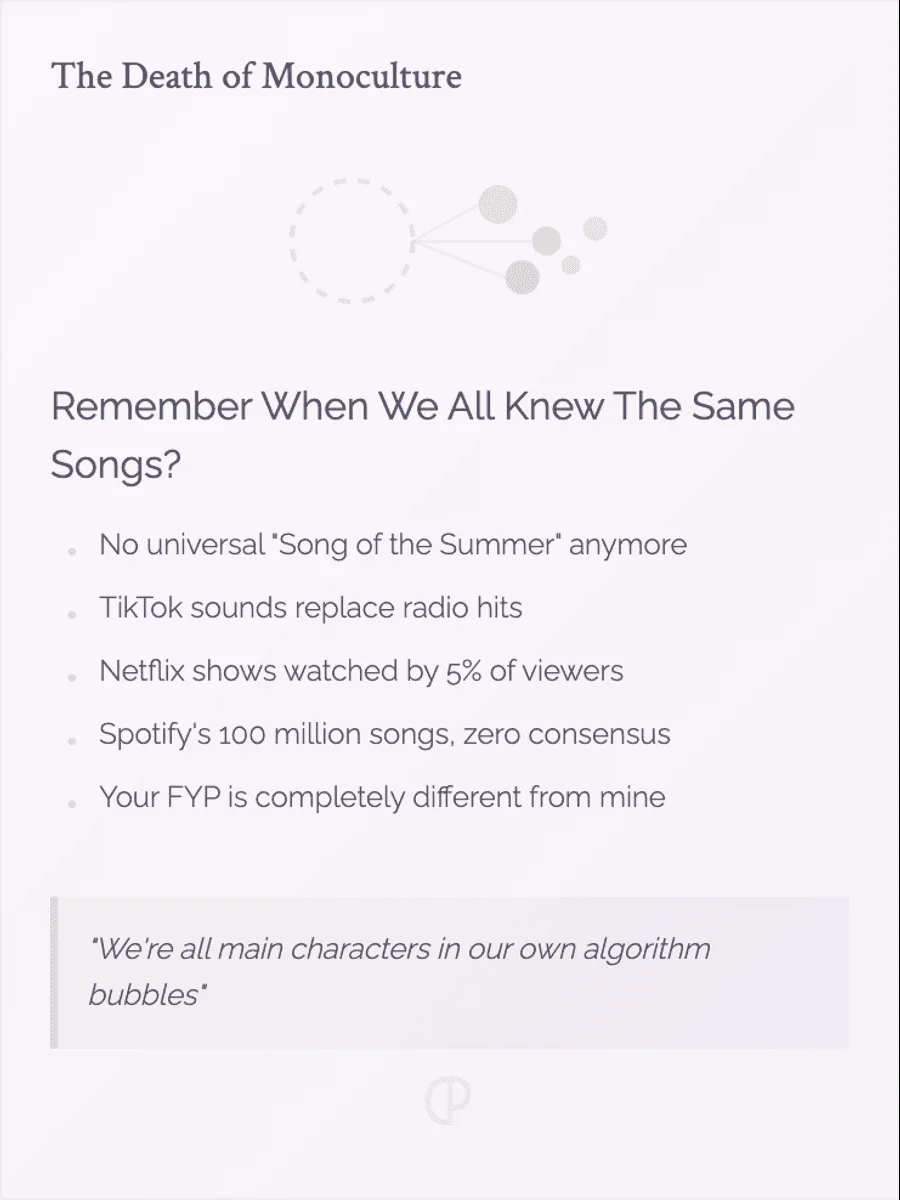 The Death of Monoculture
Remember When We All Knew The Same
Songs?
No universal "Song of the Summer" anymore
TikTok sounds replace radio hits
Netflix shows watched by 5% of viewers
Spotify's 100 million songs, zero consensus
Your FYP is completely different from mine
"We're all main characters in our own algorithm
bubbles"